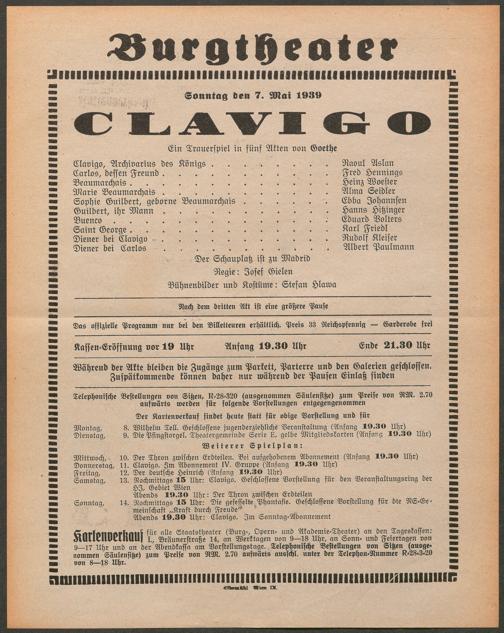 Burgtheater
Sonntag den 7. Mai 1939
CLAVIGO
Ein Trauerspiel in fünf Akten von Goethe
Clavigo, Archivarius des Königs . . . . . . . . . . Raoul Aslan
Carlos, dessen Freund . . . . . . . . . . Fred Hennings
Beaumarchais . . . . . . . . . . Heinz Woester
Marie Beaumarchais . . . . . . . . . . Alma Seidler
Sophie Guilbert, geborne Beaumarchais . . . . . . . . . . Ebba Johannsen
Guilbert, ihr Mann . . . . . . . . . . Hanns Hitzinger
Buenco . . . . . . . . . . Eduard Volters
Saint George . . . . . . . . . . Karl Friedl
Diener bei Clavigo . . . . . . . . . . Rudolf Kleiser
Diener bei Carlos . . . . . . . . . . Albert Paulmann
Der Schauplatz ist zu Madrid
Regie: Josef Gielen
Bühnenbilder und Kostüme: Stefan Hlawa
Nach dem dritten Akt ist eine größere Pause
Das offizielle Programm nur bei den Billetteuren erhältlich. Preis 33 Reichspfennig — Garderobe frei
Kassen-Eröffnung vor 19 Uhr Anfang 19.30 Uhr Ende 21.30 Uhr
Während der Akte bleiben die Zugänge zum Parkett, Parterre und den Galerien geschlossen.
Zuspätkommende können daher nur während der Pausen Einlaß finden
Telephonische Bestellungen von Sitzen, R-28-320 (ausgenommen Säulensitze) zum Preise von RM. 2.70
aufwärts werden für folgende Vorstellungen entgegengenommen
Der Kartenverkauf findet heute statt für obige Vorstellung und für
Montag, 8. Wilhelm Tell. Geschlossene jugenderziehliche Veranstaltung (Anfang 19.30 Uhr)
Dienstag, 9. Die Pfingstorgel. Theatergemeinde Serie E, gelbe Mitgliedskarten (Anfang 19.30 Uhr)
Weiterer Spielplan:
Mittwoch, 10. Der Thron zwischen Erdteilen. Bei aufgehobenem Abonnement (Anfang 19.30 Uhr)
Donnerstag, 11. Clavigo. Im Abonnement IV. Gruppe (Anfang 19.30 Uhr)
Freitag, 12. Der deutsche Heinrich (Anfang 19.30 Uhr)
Samstag, 13. Nachmittags 15 Uhr: Clavigo. Geschlossene Vorstellung für den Veranstaltungsring der
HJ. Gebiet Wien
Abends 19.30 Uhr: Der Thron zwischen Erdteilen
Sonntag, 14. Nachmittags 15 Uhr: Die gefesselte Phantasie. Geschlossene Vorstellung für die NS-Ge-
meinschaft „Kraft durch Freude“
Abends 19.30 Uhr: Clavigo. Im Sonntag-Abonnement
Kartenverkauf für alle Staatstheater (Burg-, Opern- und Akademie-Theater) an den Tageskassen:
I., Bräunerstraße 14, an Werktagen von 9—18 Uhr, an Sonn- und Feiertagen von
9—17 Uhr und an der Abendkassa am Vorstellungstage. Telephonische Bestellungen von Sitzen (ausge-
nommen Säulensitze) zum Preise von RM. 2.70 aufwärts ausschl. unter der Telephon-Nummer R-28-3-20
von 8—18 Uhr.
Elbemühl Wien IX.